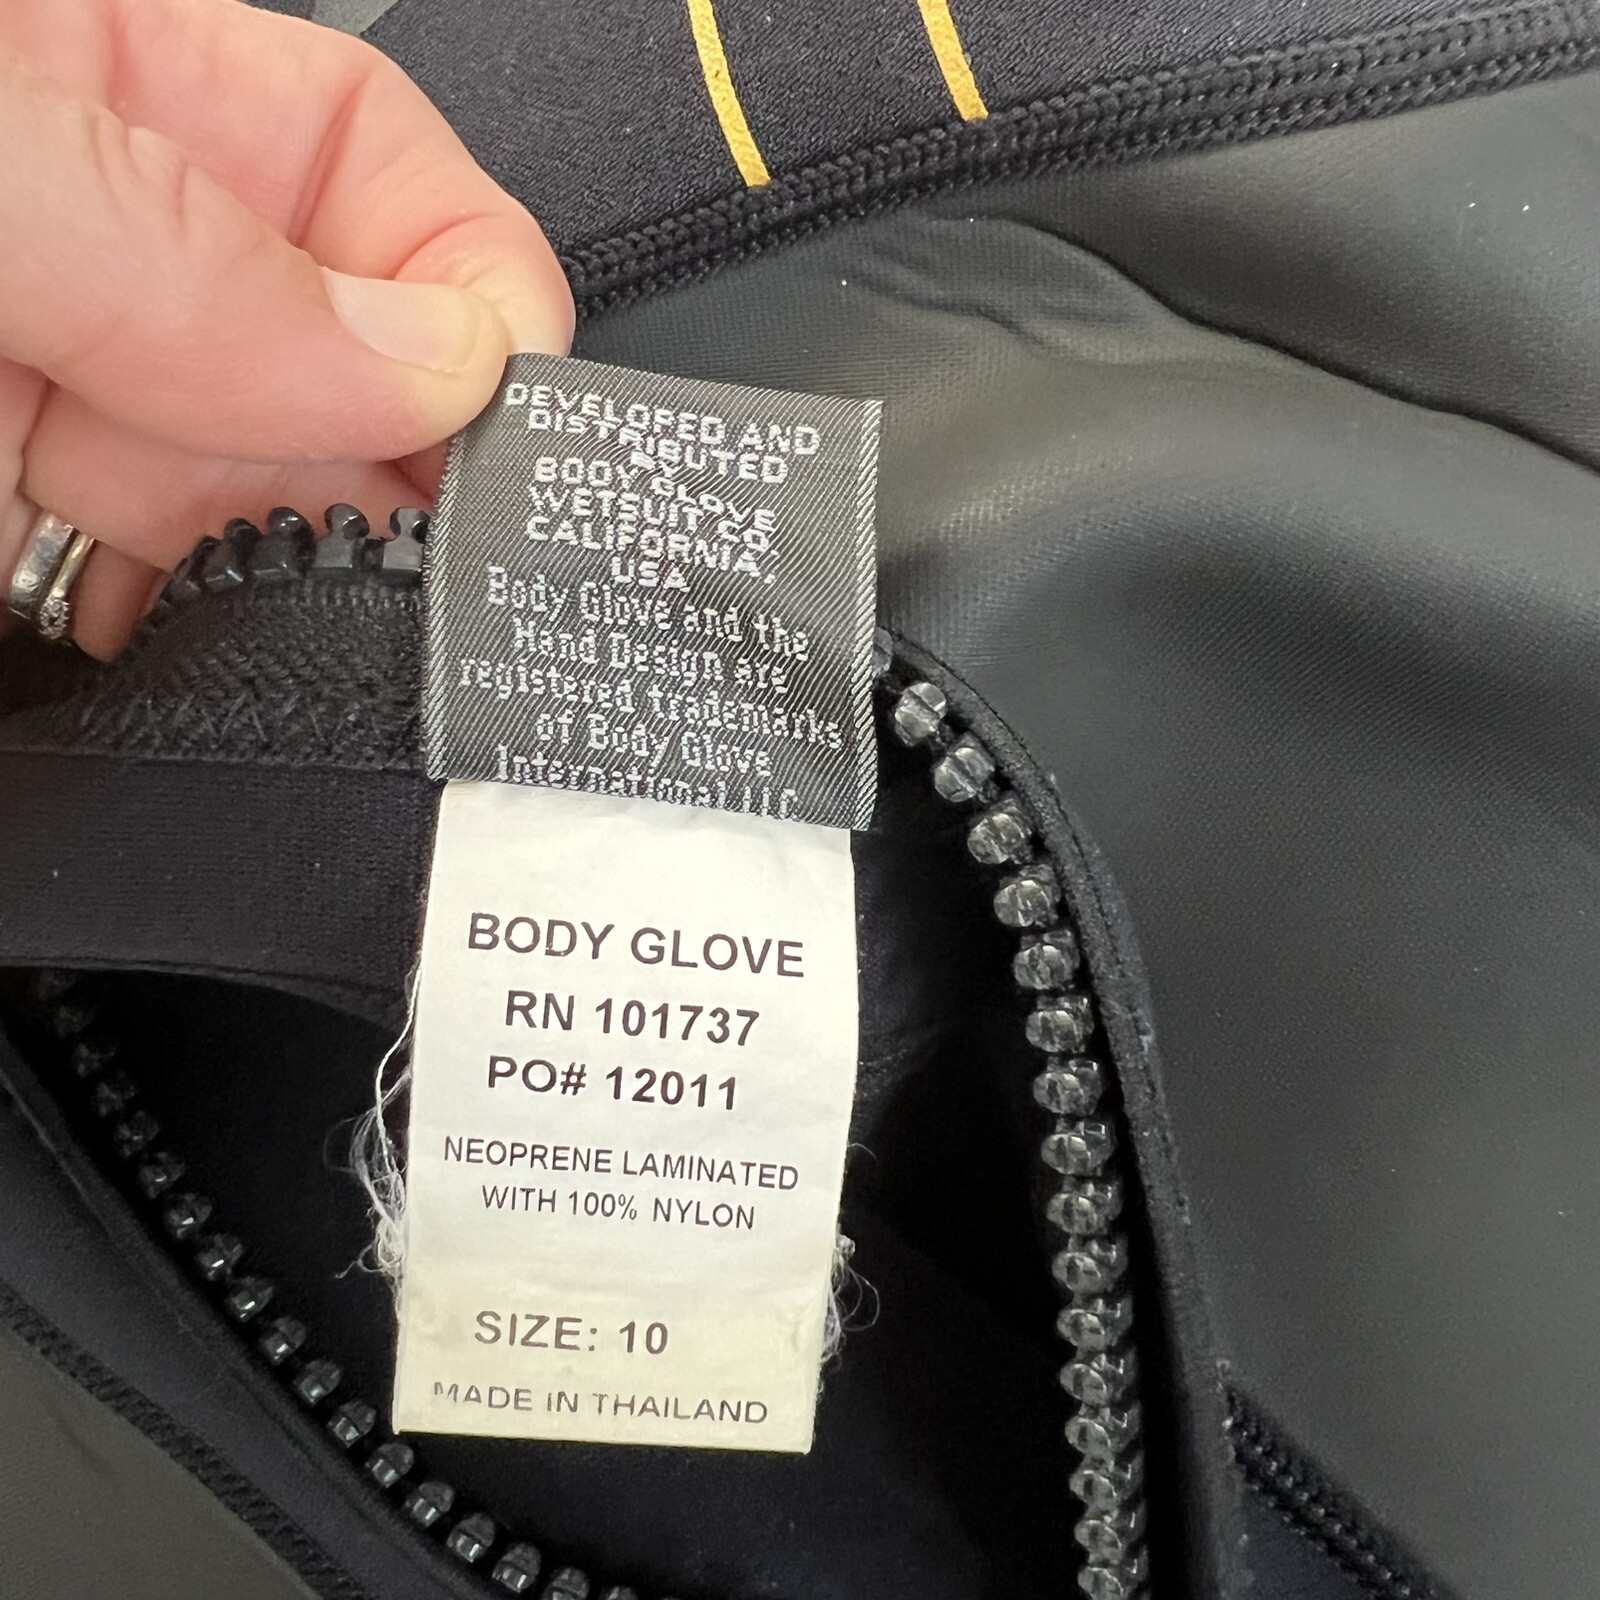 DEVELOPED AND
DISTRIBUTED
BY
BODY GLOVE
WETSUIT CO.
CALIFORNIA,
USA
Body Glove and the
Hand Design are
registered trademarks
of Body Glove
International LLC
BODY GLOVE
RN 101737
PO# 12011
NEOPRENE LAMINATED
WITH 100% NYLON
SIZE: 10
MADE IN THAILAND